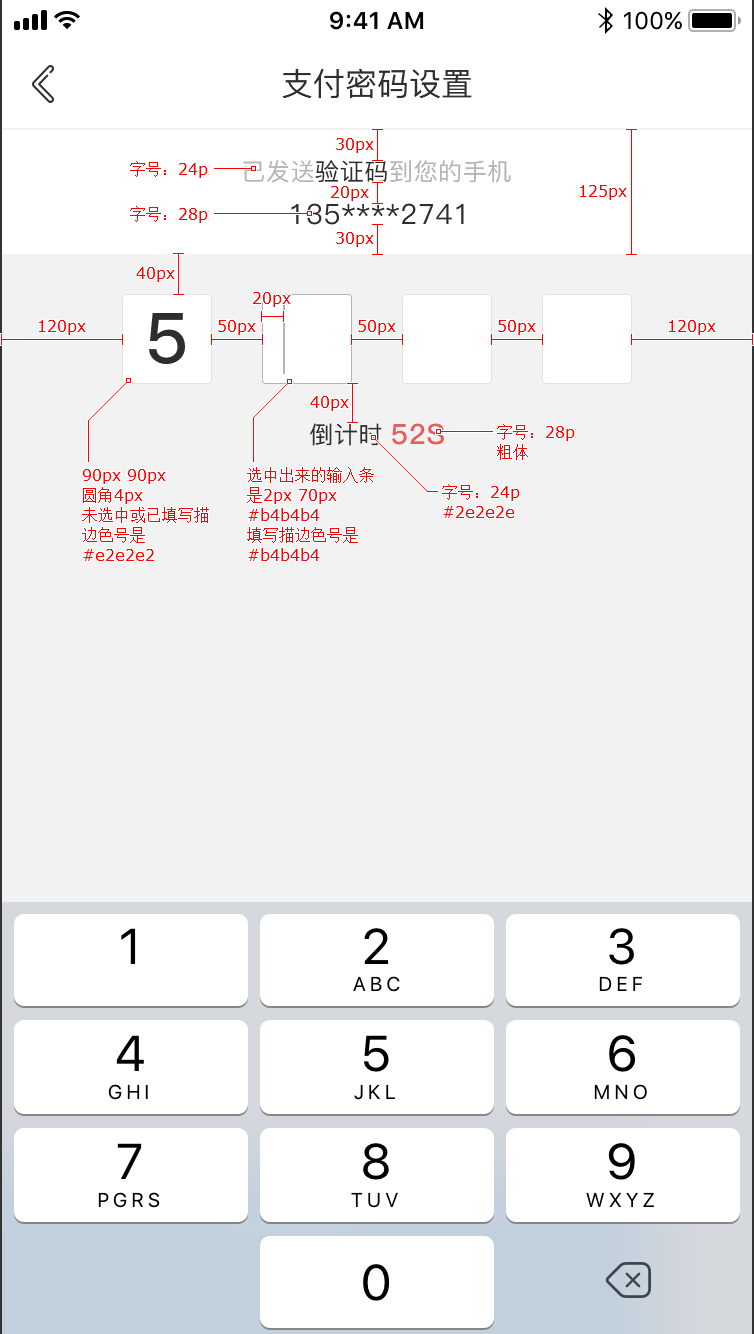 9:41 AM
100%
支付密码设置
30px
字号：24p
已发送验证码到您的手机
20px
125px
字号：28p
135****2741
30px
40px
20px
120px
5
50px
50px
50px
120px
40px
倒计时 52S
字号：28p
粗体
90px 90px
圆角4px
未选中或已填写描
边色号是
#e2e2e2
选中出来的输入条
是2px 70px
#b4b4b4
填写描边色号是
#b4b4b4
字号：24p
#2e2e2e
1
2
3
ABC
DEF
4
5
6
GHI
JKL
MNO
7
8
9
PGRS
TUV
WXYZ
0